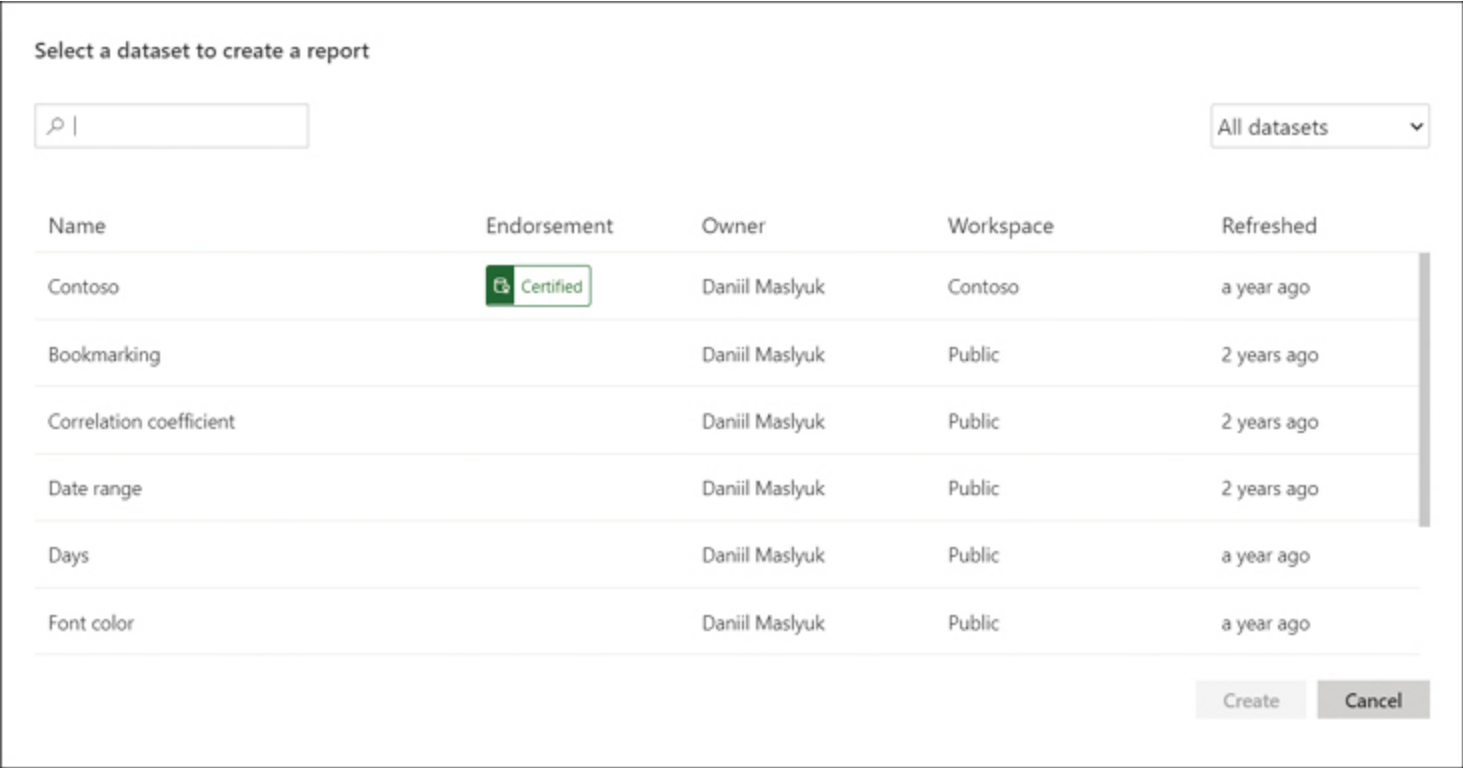 Select a dataset to create a report
All datasets
Name Endorsement Owner Workspace Refreshed
Contoso Certified Daniil Maslyuk Contoso a year ago
Bookmarking Daniil Maslyuk Public 2 years ago
Correlation coefficient Daniil Maslyuk Public 2 years ago
Date range Daniil Maslyuk Public 2 years ago
Days Daniil Maslyuk Public a year ago
Font color Daniil Maslyuk Public a year ago
Create Cancel